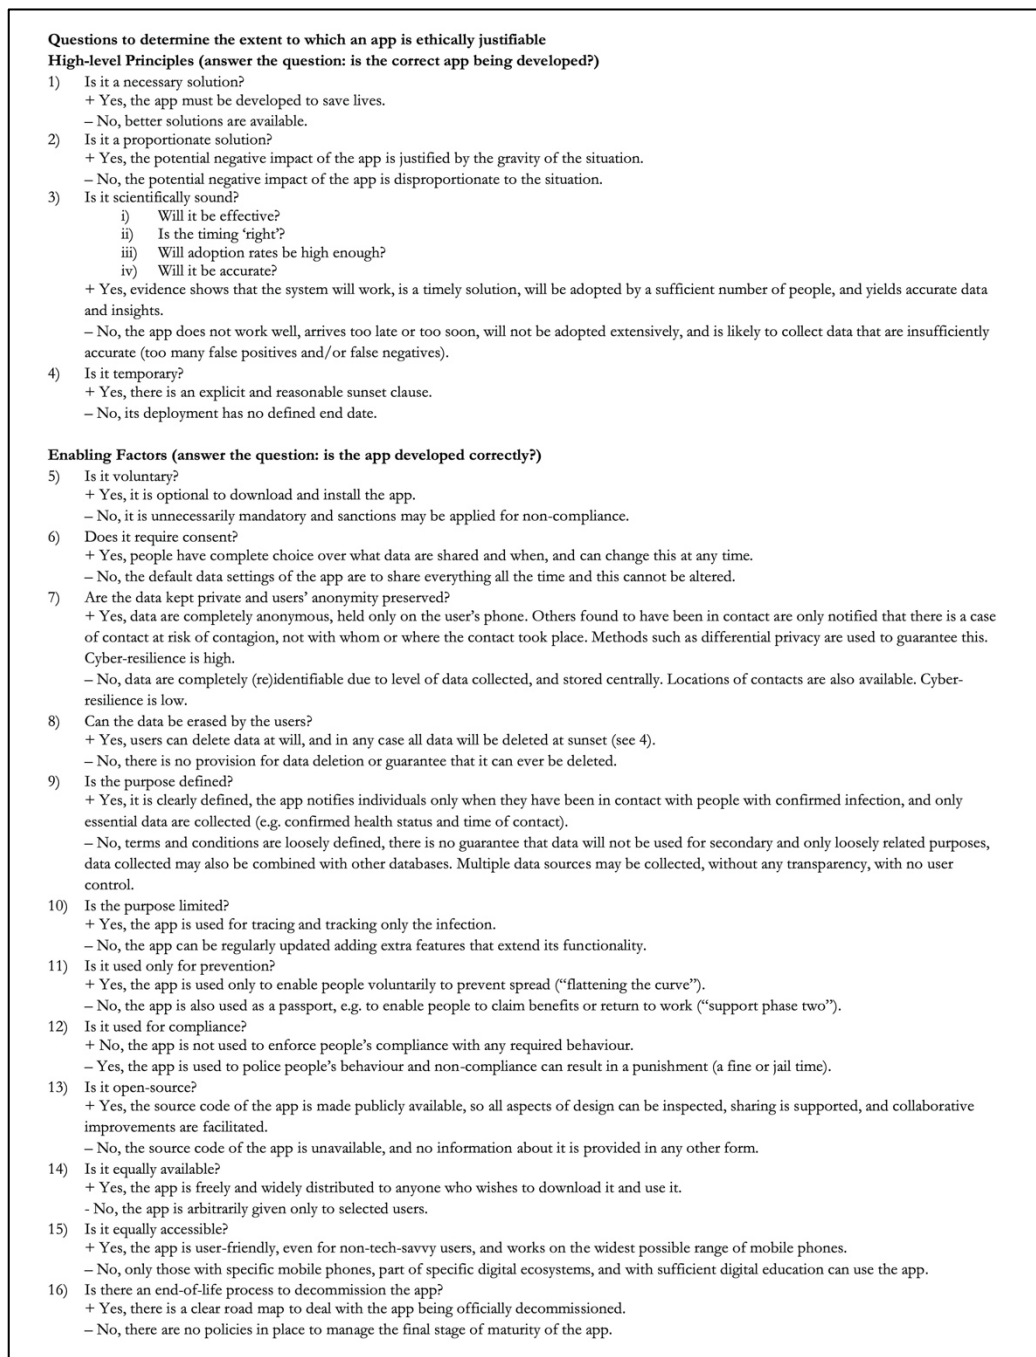 Questions to determine the extent to which an app is ethically justifiable
High-level Principles (answer the question: is the correct app being developed?)
1) Is it a necessary solution?
+ Yes, the app must be developed to save lives.
– No, better solutions are available.
2) Is it a proportionate solution?
+ Yes, the potential negative impact of the app is justified by the gravity of the situation.
– No, the potential negative impact of the app is disproportionate to the situation.
3) Is it scientifically sound?
i) Will it be effective?
ii) Is the timing ‘right’?
iii) Will adoption rates be high enough?
iv) Will it be accurate?
+ Yes, evidence shows that the system will work, is a timely solution, will be adopted by a sufficient number of people, and yields accurate data
and insights.
– No, the app does not work well, arrives too late or too soon, will not be adopted extensively, and is likely to collect data that are insufficiently
accurate (too many false positives and/or false negatives).
4) Is it temporary?
+ Yes, there is an explicit and reasonable sunset clause.
– No, its deployment has no defined end date.
Enabling Factors (answer the question: is the app developed correctly?)
5) Is it voluntary?
+ Yes, it is optional to download and install the app.
– No, it is unnecessarily mandatory and sanctions may be applied for non-compliance.
6) Does it require consent?
+ Yes, people have complete choice over what data are shared and when, and can change this at any time.
– No, the default data settings of the app are to share everything all the time and this cannot be altered.
7) Are the data kept private and users’ anonymity preserved?
+ Yes, data are completely anonymous, held only on the user’s phone. Others found to have been in contact are only notified that there is a case
of contact at risk of contagion, not with whom or where the contact took place. Methods such as differential privacy are used to guarantee this.
Cyber-resilience is high.
– No, data are completely (re)identifiable due to level of data collected, and stored centrally. Locations of contacts are also available. Cyber-
resilience is low.
8) Can the data be erased by the users?
+ Yes, users can delete data at will, and in any case all data will be deleted at sunset (see 4).
– No, there is no provision for data deletion or guarantee that it can ever be deleted.
9) Is the purpose defined?
+ Yes, it is clearly defined, the app notifies individuals only when they have been in contact with people with confirmed infection, and only
essential data are collected (e.g. confirmed health status and time of contact).
– No, terms and conditions are loosely defined, there is no guarantee that data will not be used for secondary and only loosely related purposes,
data collected may also be combined with other databases. Multiple data sources may be collected, without any transparency, with no user
control.
10) Is the purpose limited?
+ Yes, the app is used for tracing and tracking only the infection.
– No, the app can be regularly updated adding extra features that extend its functionality.
11) Is it used only for prevention?
+ Yes, the app is used only to enable people voluntarily to prevent spread (“flattening the curve”).
– No, the app is also used as a passport, e.g. to enable people to claim benefits or return to work (“support phase two”).
12) Is it used for compliance?
+ No, the app is not used to enforce people’s compliance with any required behaviour.
– Yes, the app is used to police people’s behaviour and non-compliance can result in a punishment (a fine or jail time).
13) Is it open-source?
+ Yes, the source code of the app is made publicly available, so all aspects of design can be inspected, sharing is supported, and collaborative
improvements are facilitated.
– No, the source code of the app is unavailable, and no information about it is provided in any other form.
14) Is it equally available?
+ Yes, the app is freely and widely distributed to anyone who wishes to download it and use it.
- No, the app is arbitrarily given only to selected users.
15) Is it equally accessible?
+ Yes, the app is user-friendly, even for non-tech-savvy users, and works on the widest possible range of mobile phones.
– No, only those with specific mobile phones, part of specific digital ecosystems, and with sufficient digital education can use the app.
16) Is there an end-of-life process to decommission the app?
+ Yes, there is a clear road map to deal with the app being officially decommissioned.
– No, there are no policies in place to manage the final stage of maturity of the app.